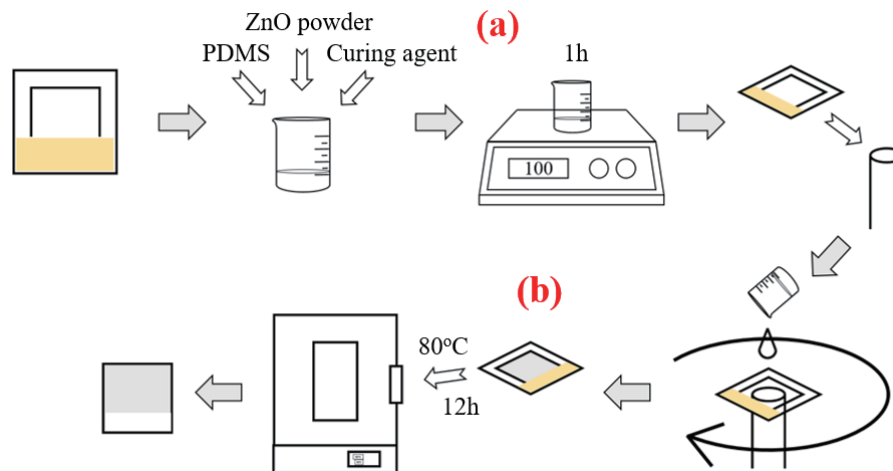 ZnO powder
(a)
PDMS
Curing agent
1h
100
(b)
80°C
12h